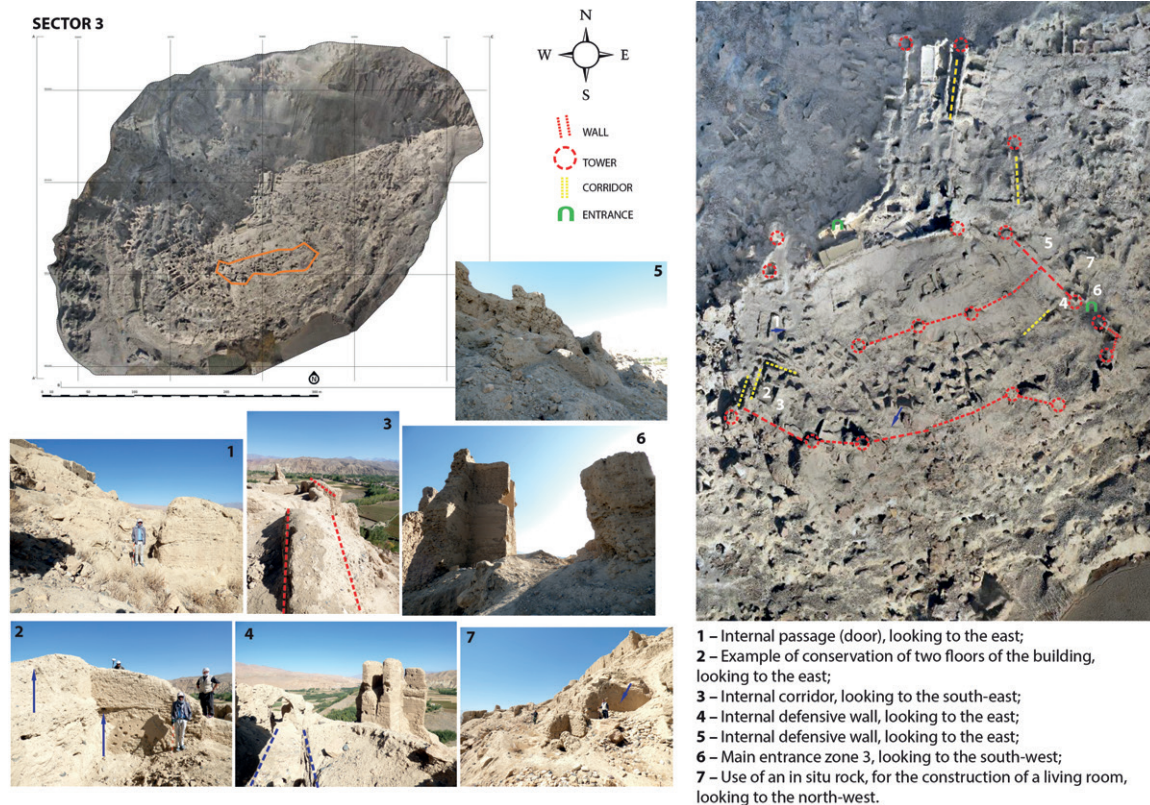 SECTOR 3
N
W
E
S
WALL
TOWER
CORRIDOR
ENTRANCE
N
5
1
3
6
2
4
7
5
7
6
4
1
2
3
1 – Internal passage (door), looking to the east;
2 – Example of conservation of two floors of the building,
looking to the east;
3 – Internal corridor, looking to the south-east;
4 – Internal defensive wall, looking to the east;
5 – Internal defensive wall, looking to the east;
6 – Main entrance zone 3, looking to the south-west;
7 – Use of an in situ rock, for the construction of a living room,
looking to the north-west.